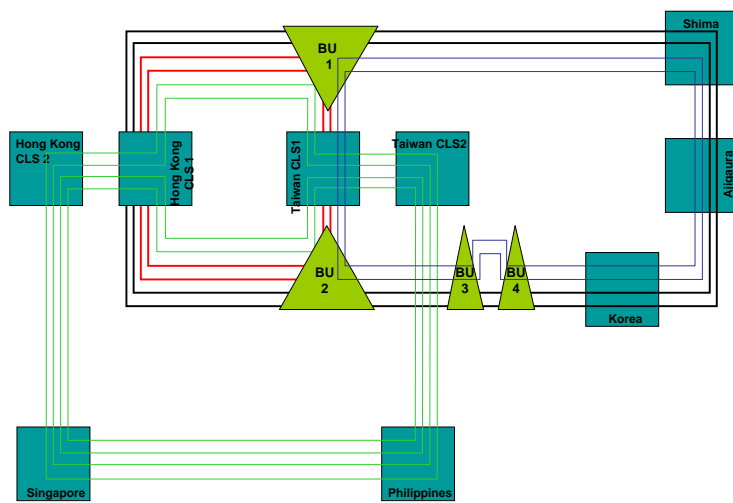 Shima
BU
1
Hong Kong
CLS 2
Hong Kong
CLS 1
Taiwan CLS1
Taiwan CLS2
Ajigaura
BU
2
BU
3
BU
4
Korea
Singapore
Philippines